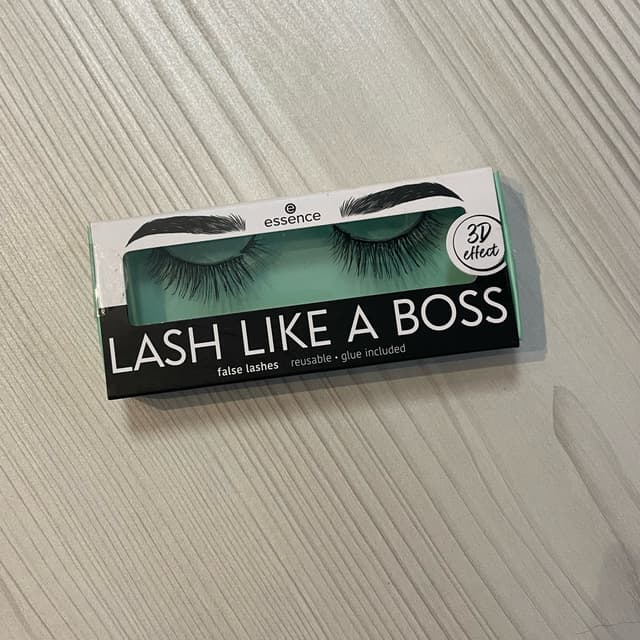 e
essence
3D
effect
LASH LIKE A BOSS
false lashes reusable • glue included